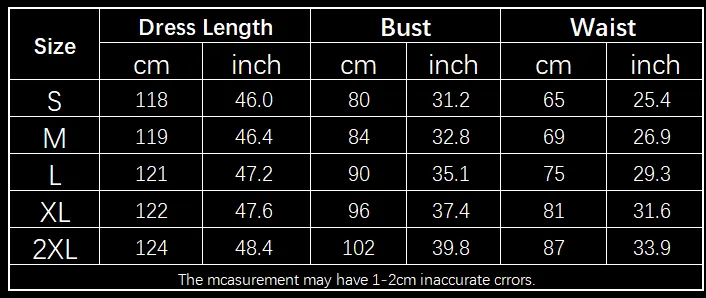 Size Dress Length Bust Waist
cm inch cm inch cm inch
S 118 46.0 80 31.2 65 25.4
M 119 46.4 84 32.8 69 26.9
L 121 47.2 90 35.1 75 29.3
XL 122 47.6 96 37.4 81 31.6
2XL 124 48.4 102 39.8 87 33.9
The mcasurement may have 1-2cm inaccurate crrors.